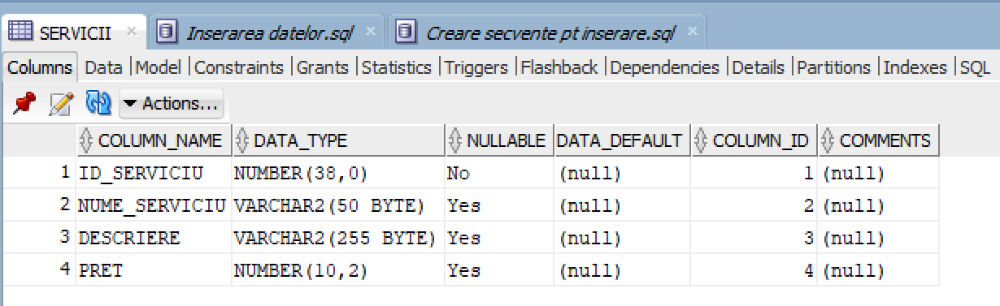 SERVICII × Inserarea datelor.sql × Creare secvente pt inserare.sql ×
Columns Data |Model |Constraints |Grants |Statistics |Triggers |Flashback |Dependencies |Details |Partitions |Indexes |SQL
Actions...
COLUMN_NAME DATA_TYPE NULLABLE DATA_DEFAULT COLUMN_ID COMMENTS
1 ID_SERVICIU NUMBER(38,0) No (null) 1 (null)
2 NUME_SERVICIU VARCHAR2(50 BYTE) Yes (null) 2 (null)
3 DESCRIERE VARCHAR2(255 BYTE) Yes (null) 3 (null)
4 PRET NUMBER(10,2) Yes (null) 4 (null)